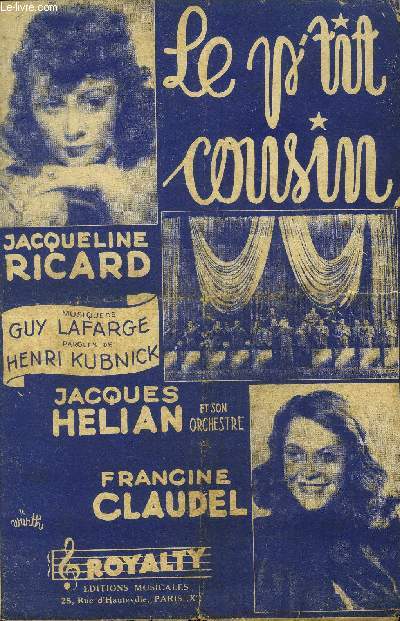 Le-livre.com
Le p'tit
cousin
JACQUELINE
RICARD
MUSIQUE DE
GUY LAFARGE
PAROLES DE
HENRI KUBNICK
JACQUES
HELIAN
ET SON
ORCHESTRE
FRANCINE
CLAUDEL
würth
ROYALTY
EDITIONS MUSICALES
25, Rue d'Hauteville, PARIS (X^e)